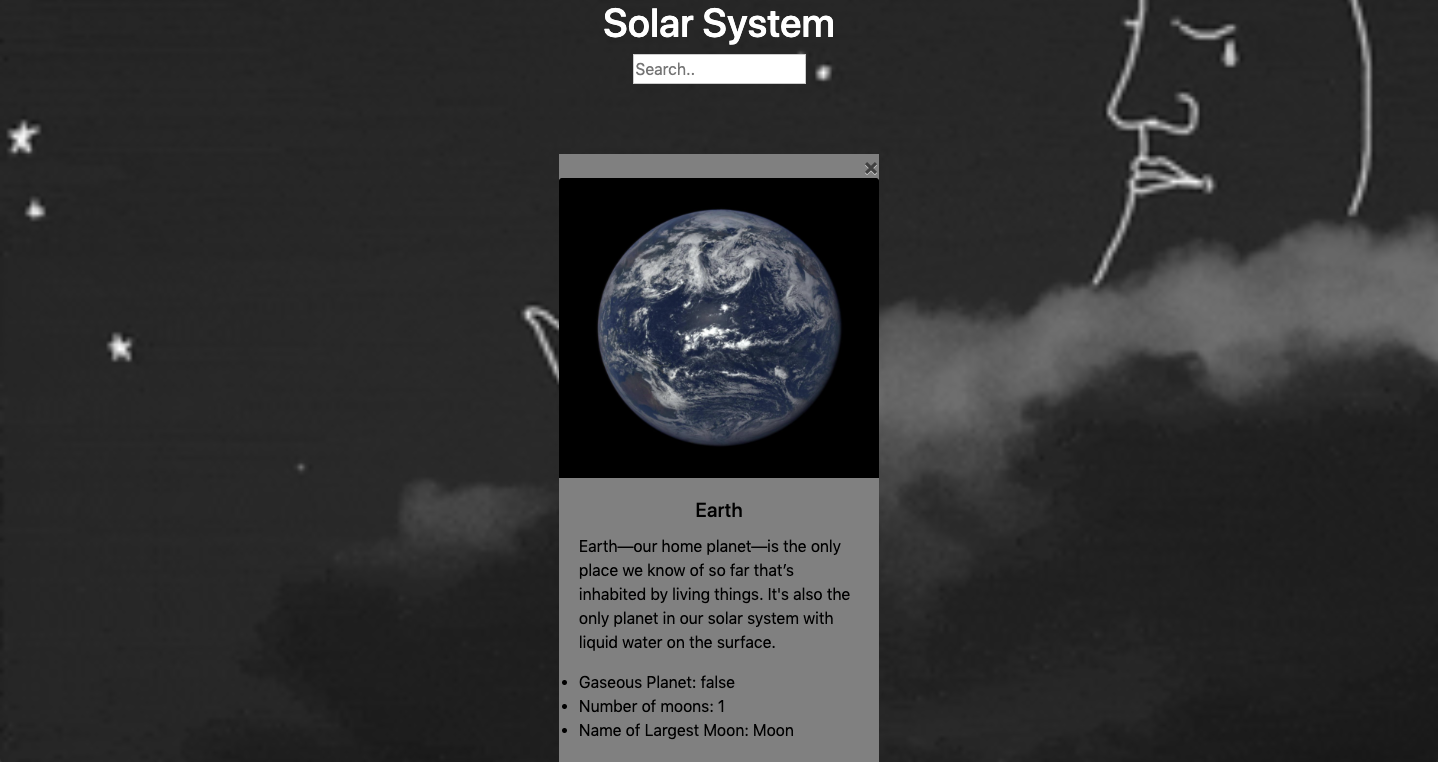 Solar System
Search..
×
Earth
Earth—our home planet—is the only
place we know of so far that’s
inhabited by living things. It's also the
only planet in our solar system with
liquid water on the surface.
• Gaseous Planet: false
• Number of moons: 1
• Name of Largest Moon: Moon